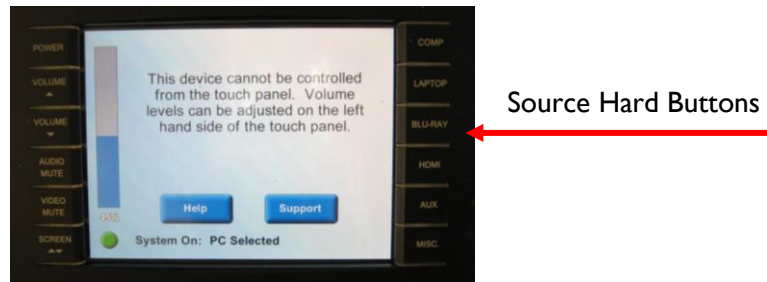 POWER
VOLUME
VOLUME
AUDIO
MUTE
VIDEO
MUTE
SCREEN
This device cannot be controlled
from the touch panel. Volume
levels can be adjusted on the left
hand side of the touch panel.
Help
Support
System On: PC Selected
COMP
LAPTOP
BLU-RAY
HDMI
AUX
MISC.
Source Hard Buttons